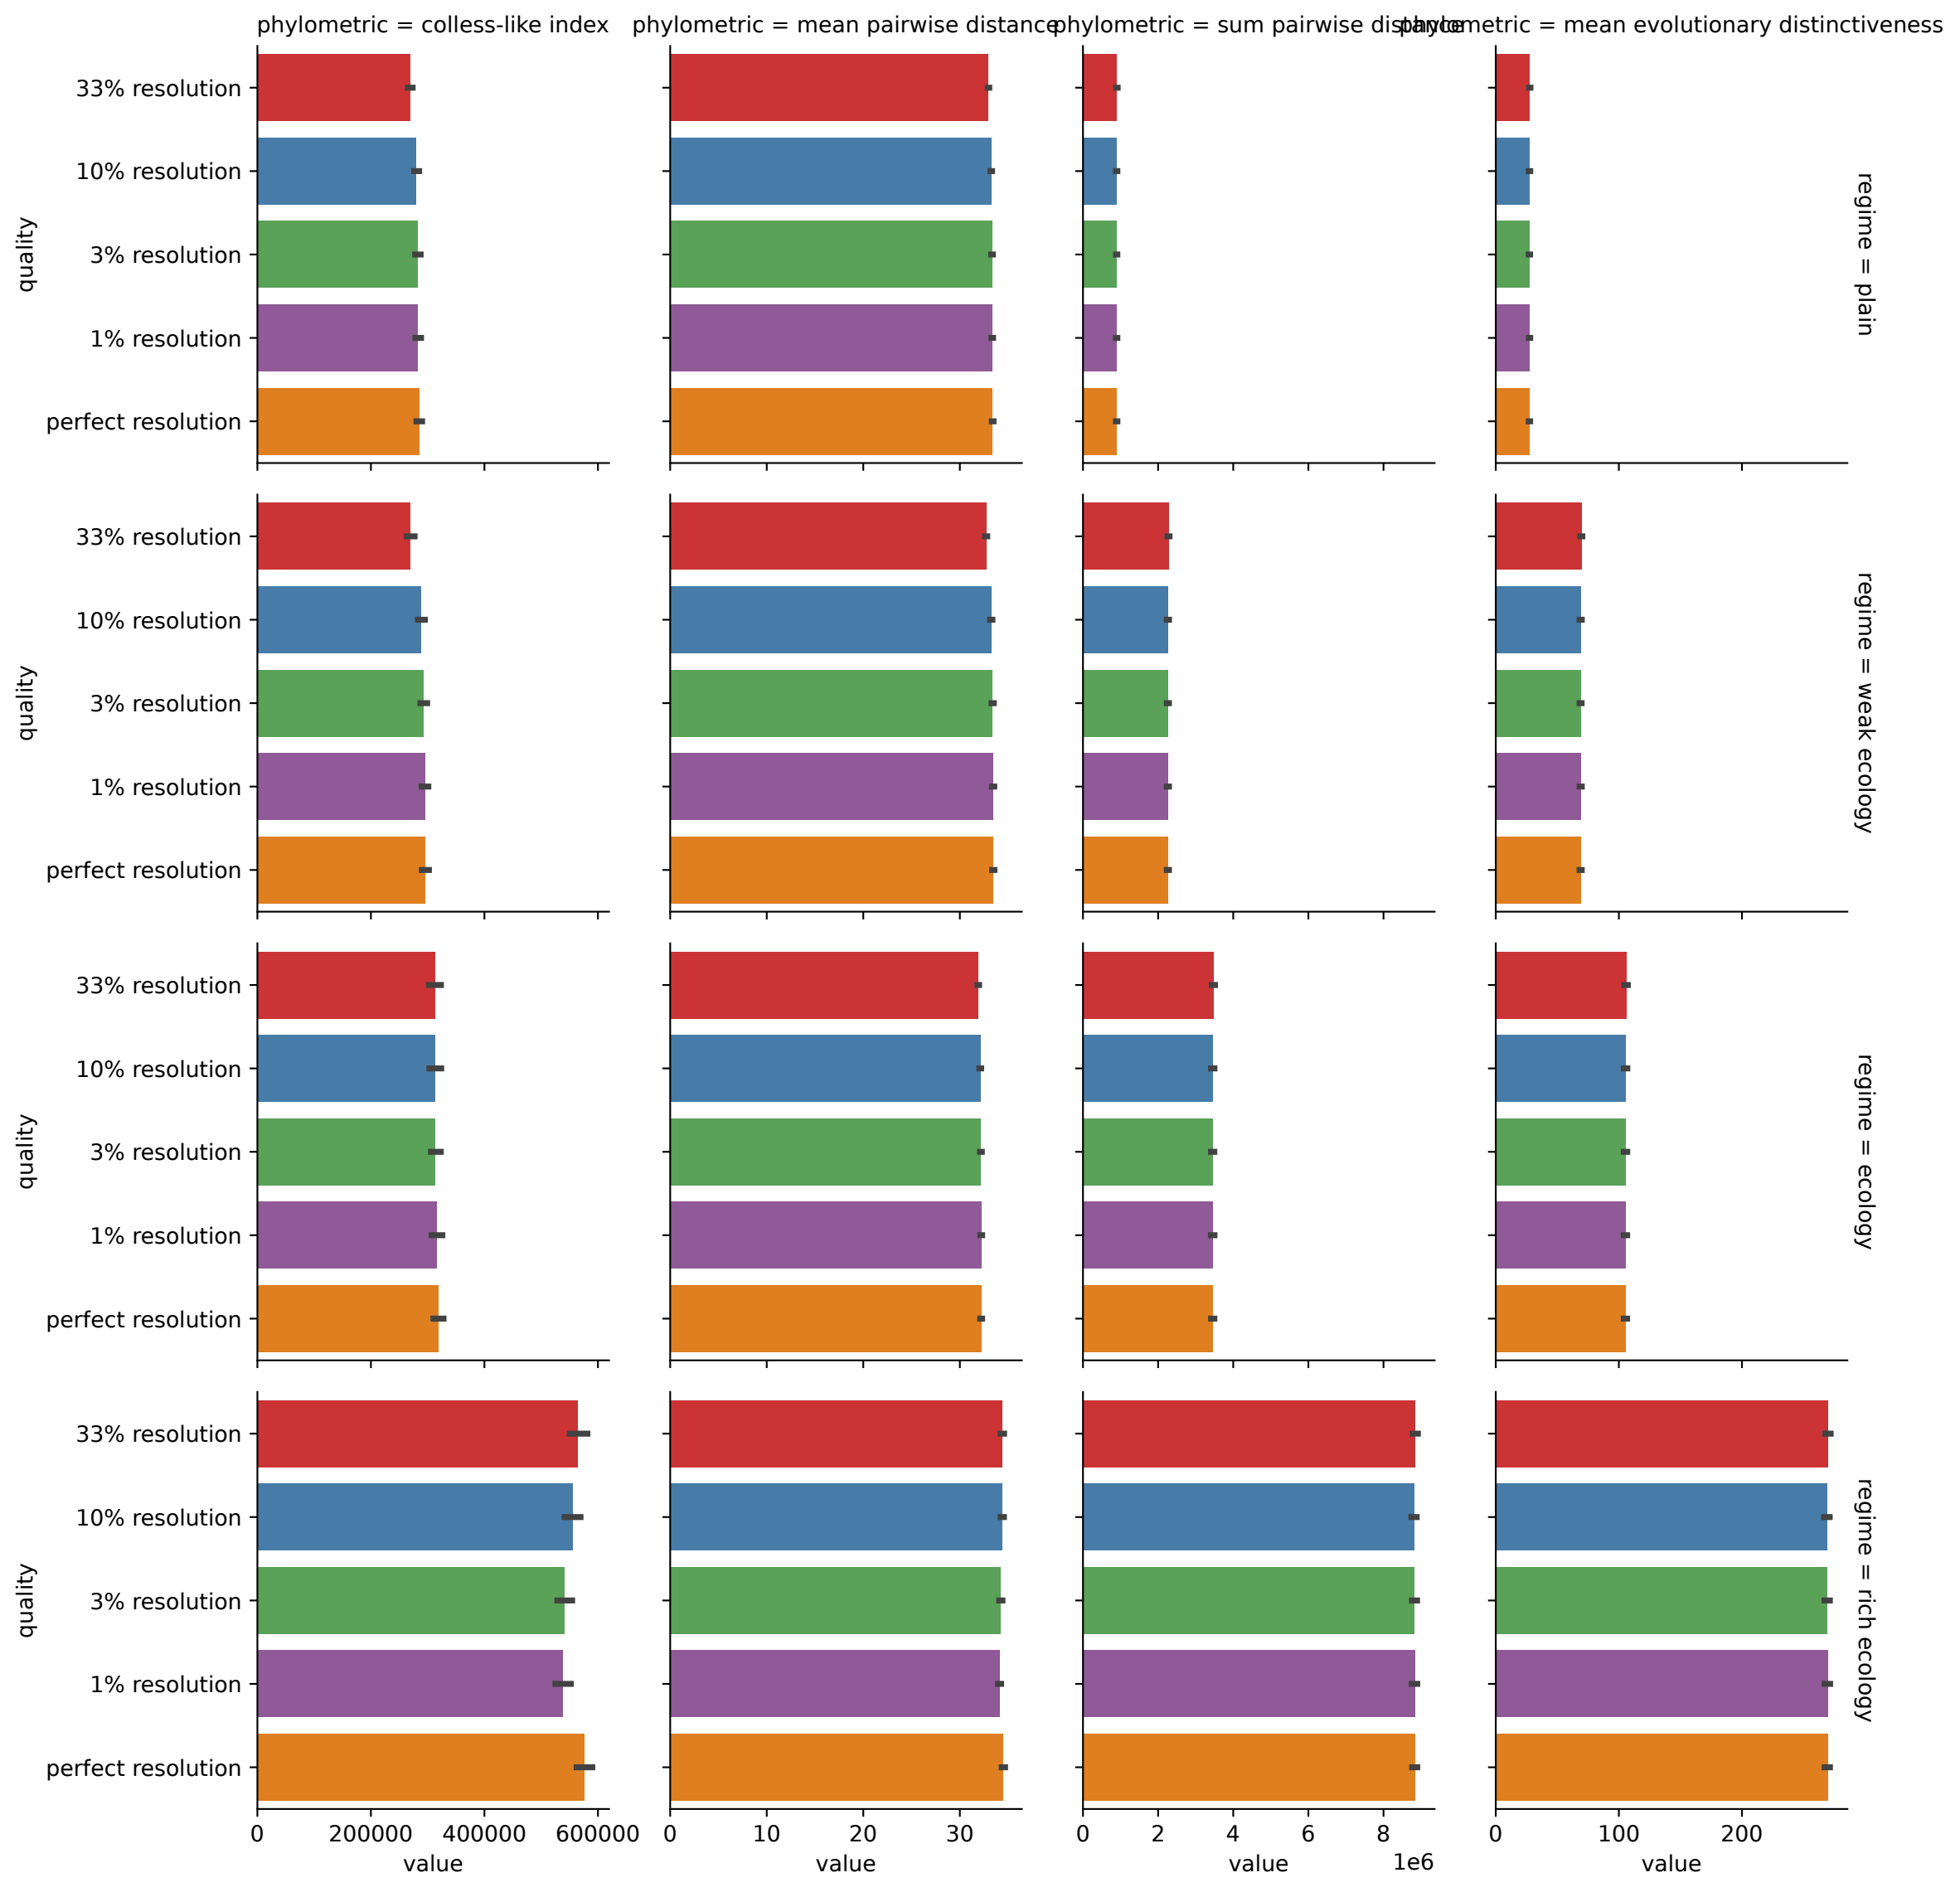 phylometric = colless-like index
phylometric = mean pairwise distance
phylometric = sum pairwise distance
phylometric = mean evolutionary distinctiveness
quality
33% resolution
10% resolution
3% resolution
1% resolution
perfect resolution
regime = plain
quality
33% resolution
10% resolution
3% resolution
1% resolution
perfect resolution
regime = weak ecology
quality
33% resolution
10% resolution
3% resolution
1% resolution
perfect resolution
regime = ecology
quality
33% resolution
10% resolution
3% resolution
1% resolution
perfect resolution
regime = rich ecology
0 200000 400000 600000
value
0 10 20 30
value
0 2 4 6 8
1e6
value
0 100 200
value